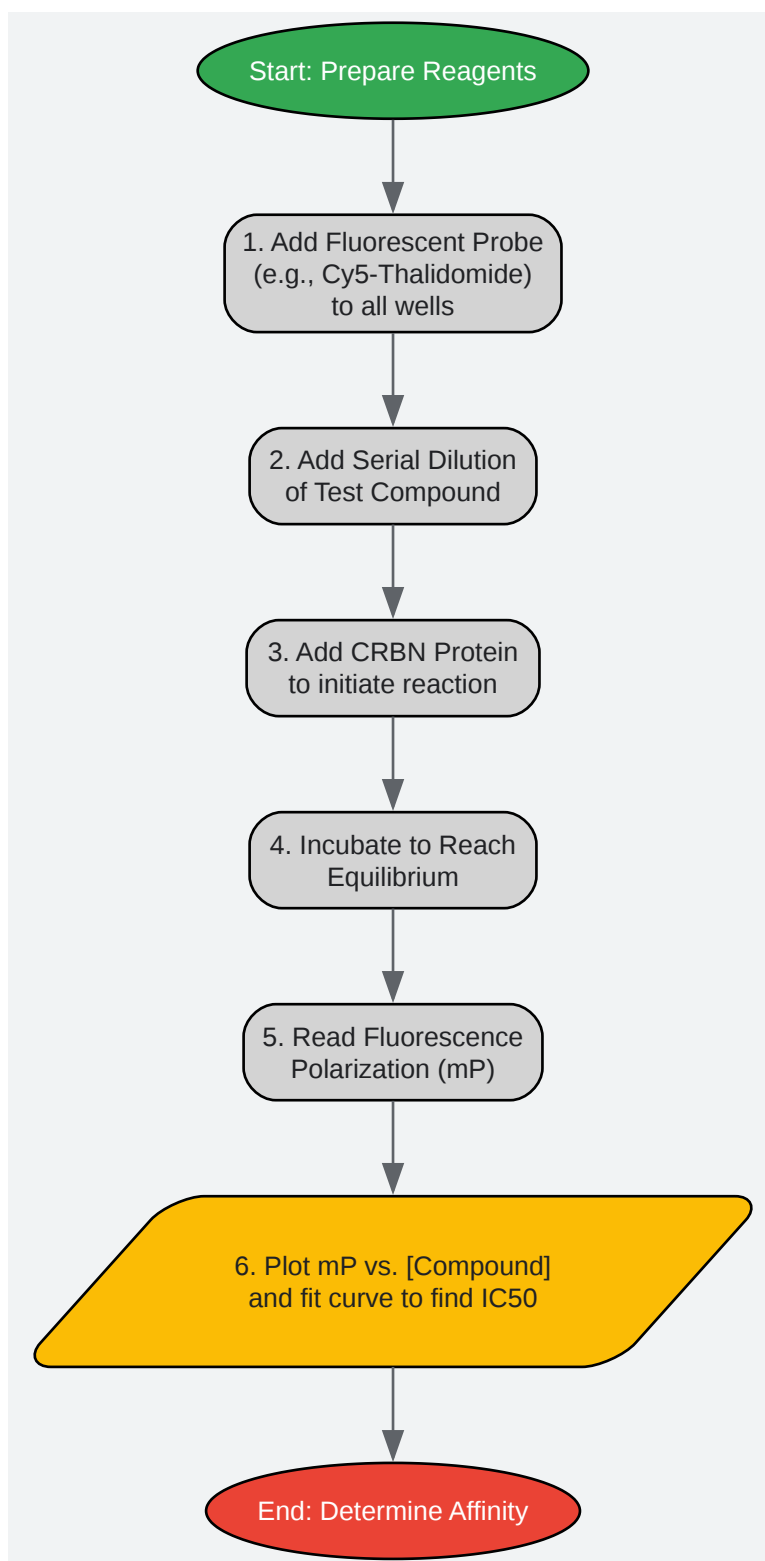 Start: Prepare Reagents
1. Add Fluorescent Probe
(e.g., Cy5-Thalidomide)
to all wells
2. Add Serial Dilution
of Test Compound
3. Add CRBN Protein
to initiate reaction
4. Incubate to Reach
Equilibrium
5. Read Fluorescence
Polarization (mP)
6. Plot mP vs. [Compound]
and fit curve to find IC50
End: Determine Affinity